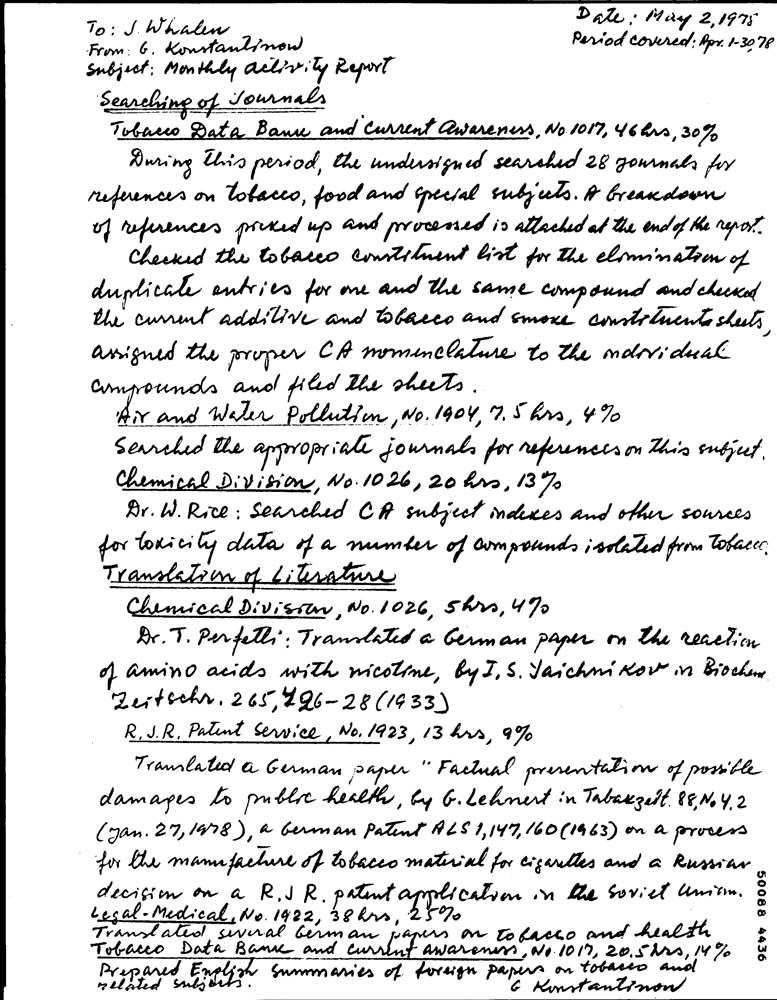 To: J. Whalen
From: G. Konstantinow
Subject: Monthly Activity Report
Date: May 2, 1978
Period covered: Apr. 1-30, 78
Searching of Journals
Tobacco Data Bank and Current Awareness, No 1017, 46 hrs, 30%
During this period, the undersigned searched 28 journals for
references on tobacco, food and special subjects. A breakdown
of references picked up and processed is attached at the end of the report.
Checked the tobacco constituent list for the elimination of
duplicate entries for one and the same compound and checked
the current additive and tobacco and smoke constituents sheets,
assigned the proper CA nomenclature to the individual
compounds and filed the sheets.
Air and Water Pollution, No. 1904, 7.5 hrs, 4%
Searched the appropriate journals for references on this subject.
Chemical Division, No. 1026, 20 hrs, 13%
Dr. W. Rice: Searched CA subject indexes and other sources
for toxicity data of a number of compounds isolated from tobacco.
Translation of Literature
Chemical Division, No. 1026, 5 hrs, 4%
Dr. T. Perfetti: Translated a German paper on the reaction
of amino acids with nicotine, by I. S. Yaichnikov in Biochem.
Zeitschr. 265, 726-28 (1933)
R.J.R. Patent Service, No. 1923, 13 hrs, 9%
Translated a German paper "Factual presentation of possible
damages to public health, by G. Lehnert in Tabakzeit. 88, No 4, 2
(Jan. 27, 1978), a German Patent ALS 1,147,160 (1963) on a process
for the manufacture of tobacco material for cigarettes and a Russian
decision on a R.J R. patent application in the Soviet Union.
Legal-Medical, No. 1922, 38 hrs, 25%
Translated several German papers on tobacco and health
Tobacco Data Bank and current awareness, No. 1017, 20.5 hrs, 14%
Prepared English summaries of foreign papers on tobacco and
related subjects.
G Konstantinow
50088 4436